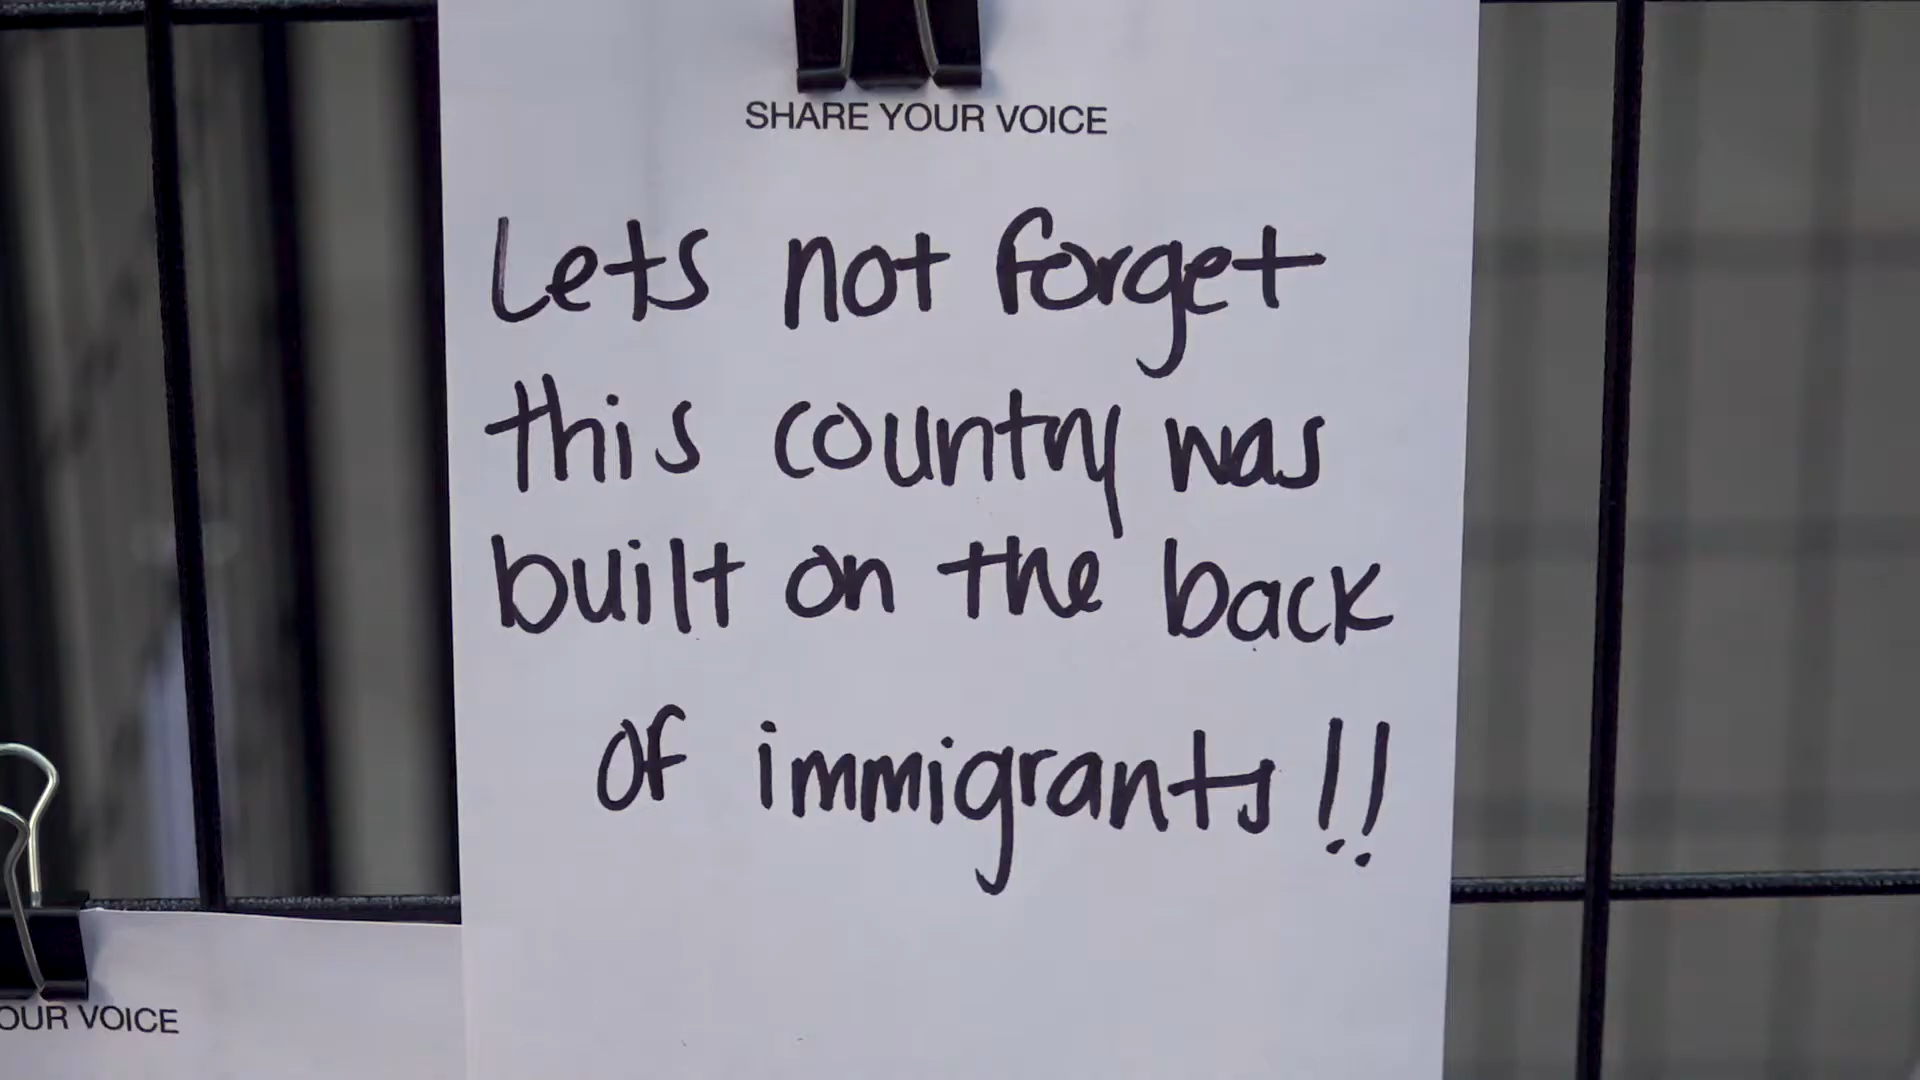 SHARE YOUR VOICE
Lets not forget
this country was
built on the back
of immigrants!!
OUR VOICE